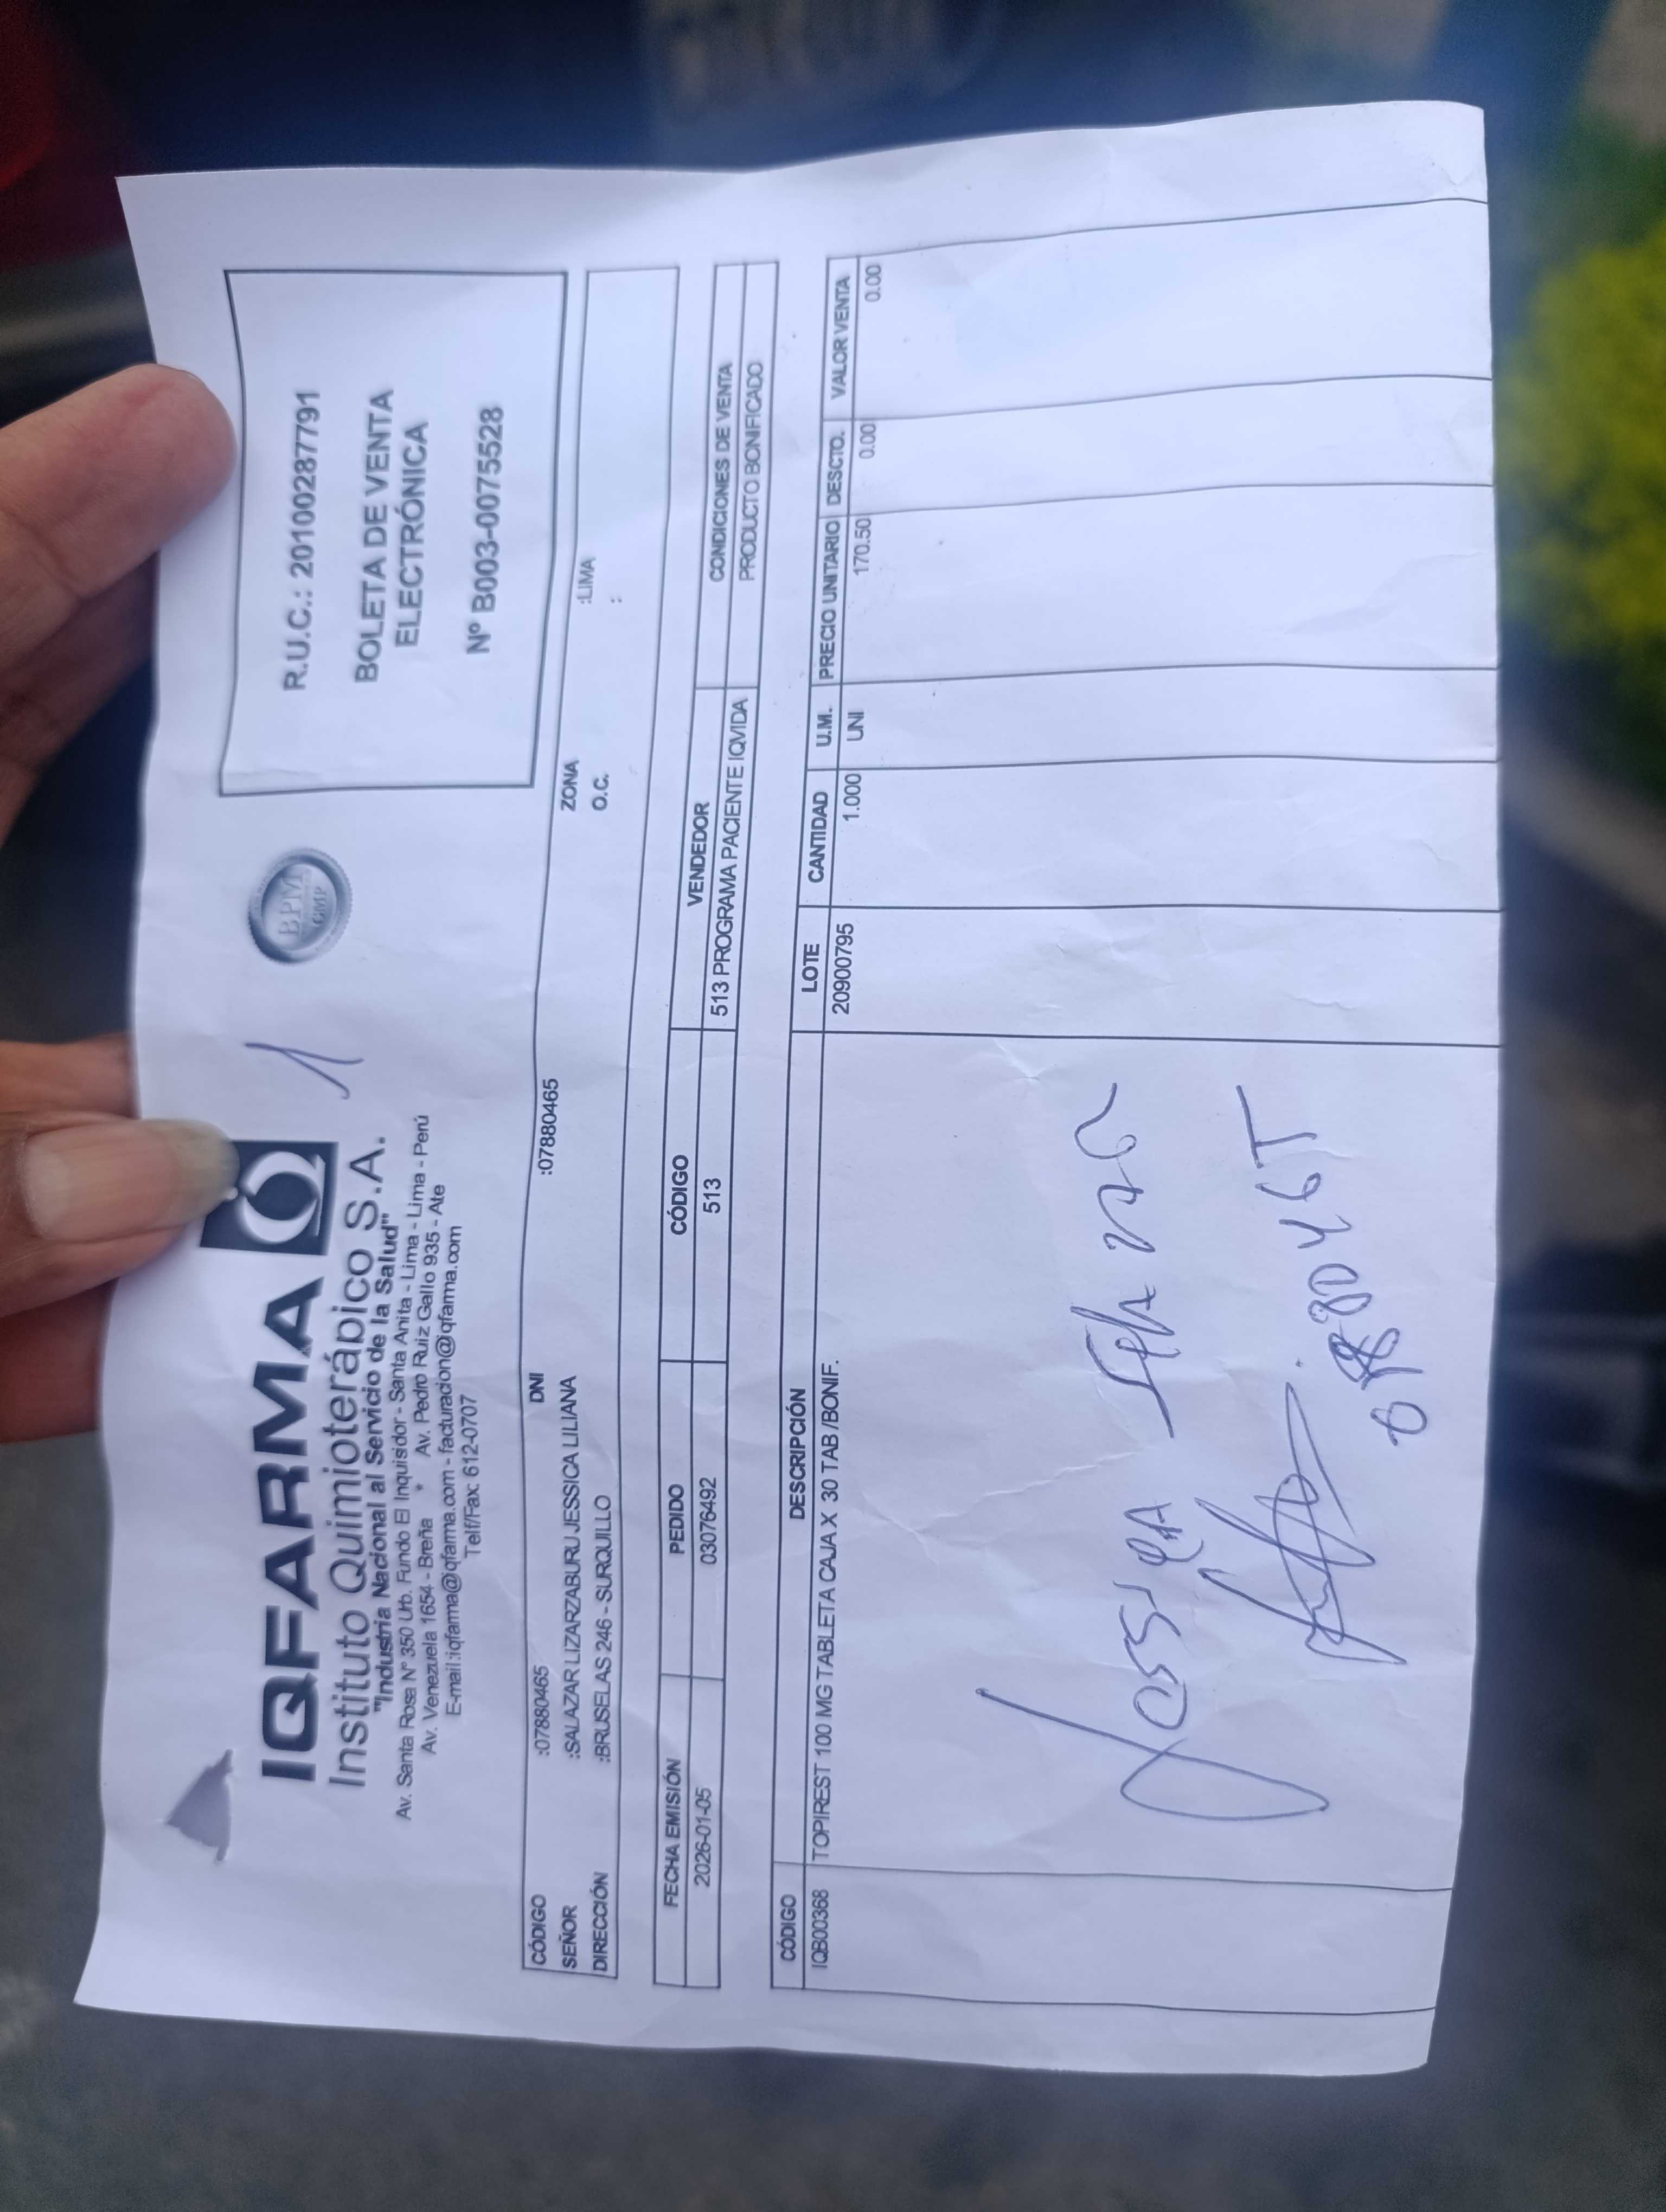 IQFARMA
Instituto Quimioterápico S.A.
"Industria Nacional al Servicio de la Salud"
Av. Santa Rosa Nº 350 Urb. Fundo El Inquisidor - Santa Anita - Lima - Lima - Perú
Av. Venezuela 1654 - Breña * Av. Pedro Ruiz Gallo 935 - Ate
E-mail:iqfarma@iqfarma.com - facturacion@iqfarma.com
Telf/Fax: 612-0707
1
BPM
GMP
R.U.C.: 20100287791
BOLETA DE VENTA
ELECTRÓNICA
Nº B003-0075528
CÓDIGO :07880465 DNI :07880465 ZONA :LIMA
SEÑOR :SALAZAR LIZARZABURU JESSICA LILIANA O.C. :
DIRECCIÓN :BRUSELAS 246 - SURQUILLO
FECHA EMISIÓN PEDIDO CÓDIGO VENDEDOR CONDICIONES DE VENTA
2026-01-05 03076492 513 513 PROGRAMA PACIENTE IQVIDA PRODUCTO BONIFICADO
CÓDIGO DESCRIPCIÓN LOTE CANTIDAD U.M. PRECIO UNITARIO DESCTO. VALOR VENTA
IQB00368 TOPIREST 100 MG TABLETA CAJA X 30 TAB /BONIF. 20900795 1.000 UNI 170.50 0.00 0.00